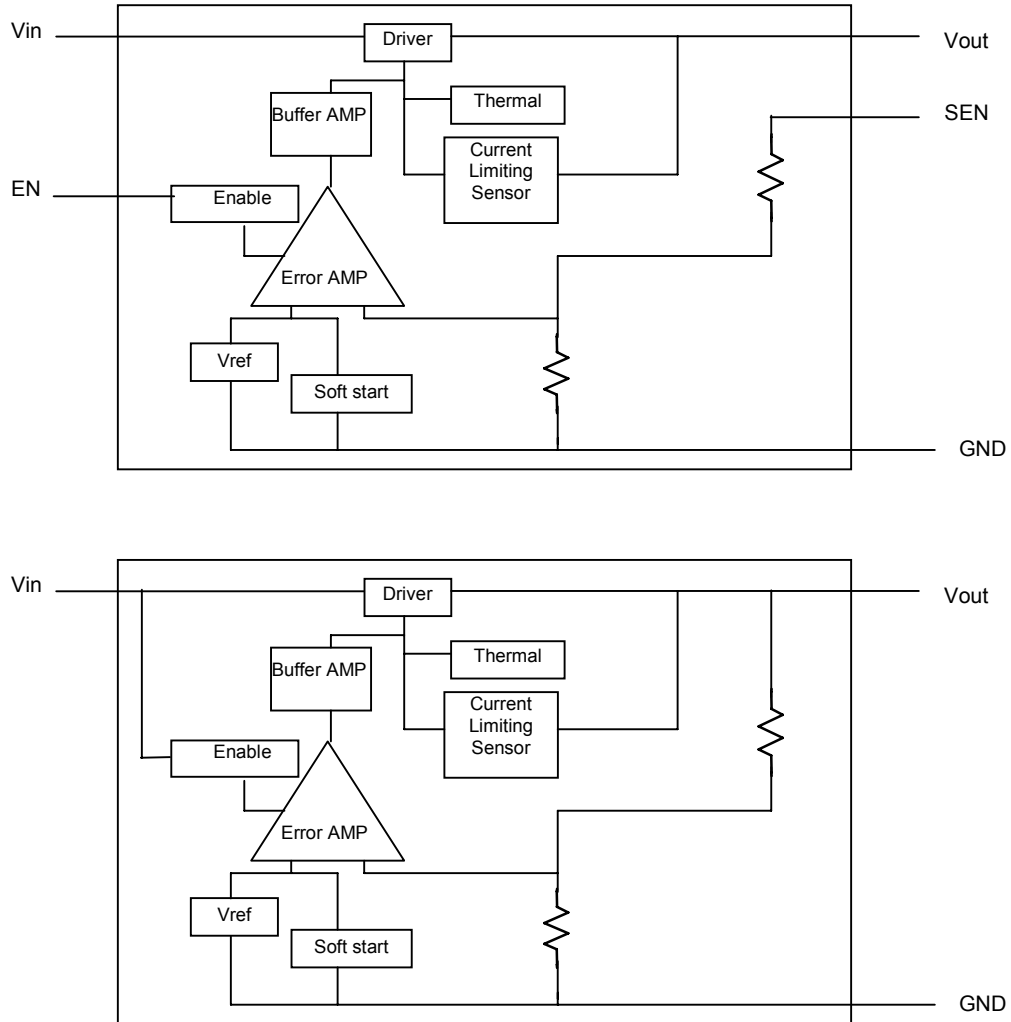 Vin
Driver
Vout
Buffer AMP
Thermal
SEN
Current
Limiting
Sensor
EN
Enable
Error AMP
Vref
Soft start
GND
Vin
Driver
Vout
Buffer AMP
Thermal
Current
Limiting
Sensor
Enable
Error AMP
Vref
Soft start
GND